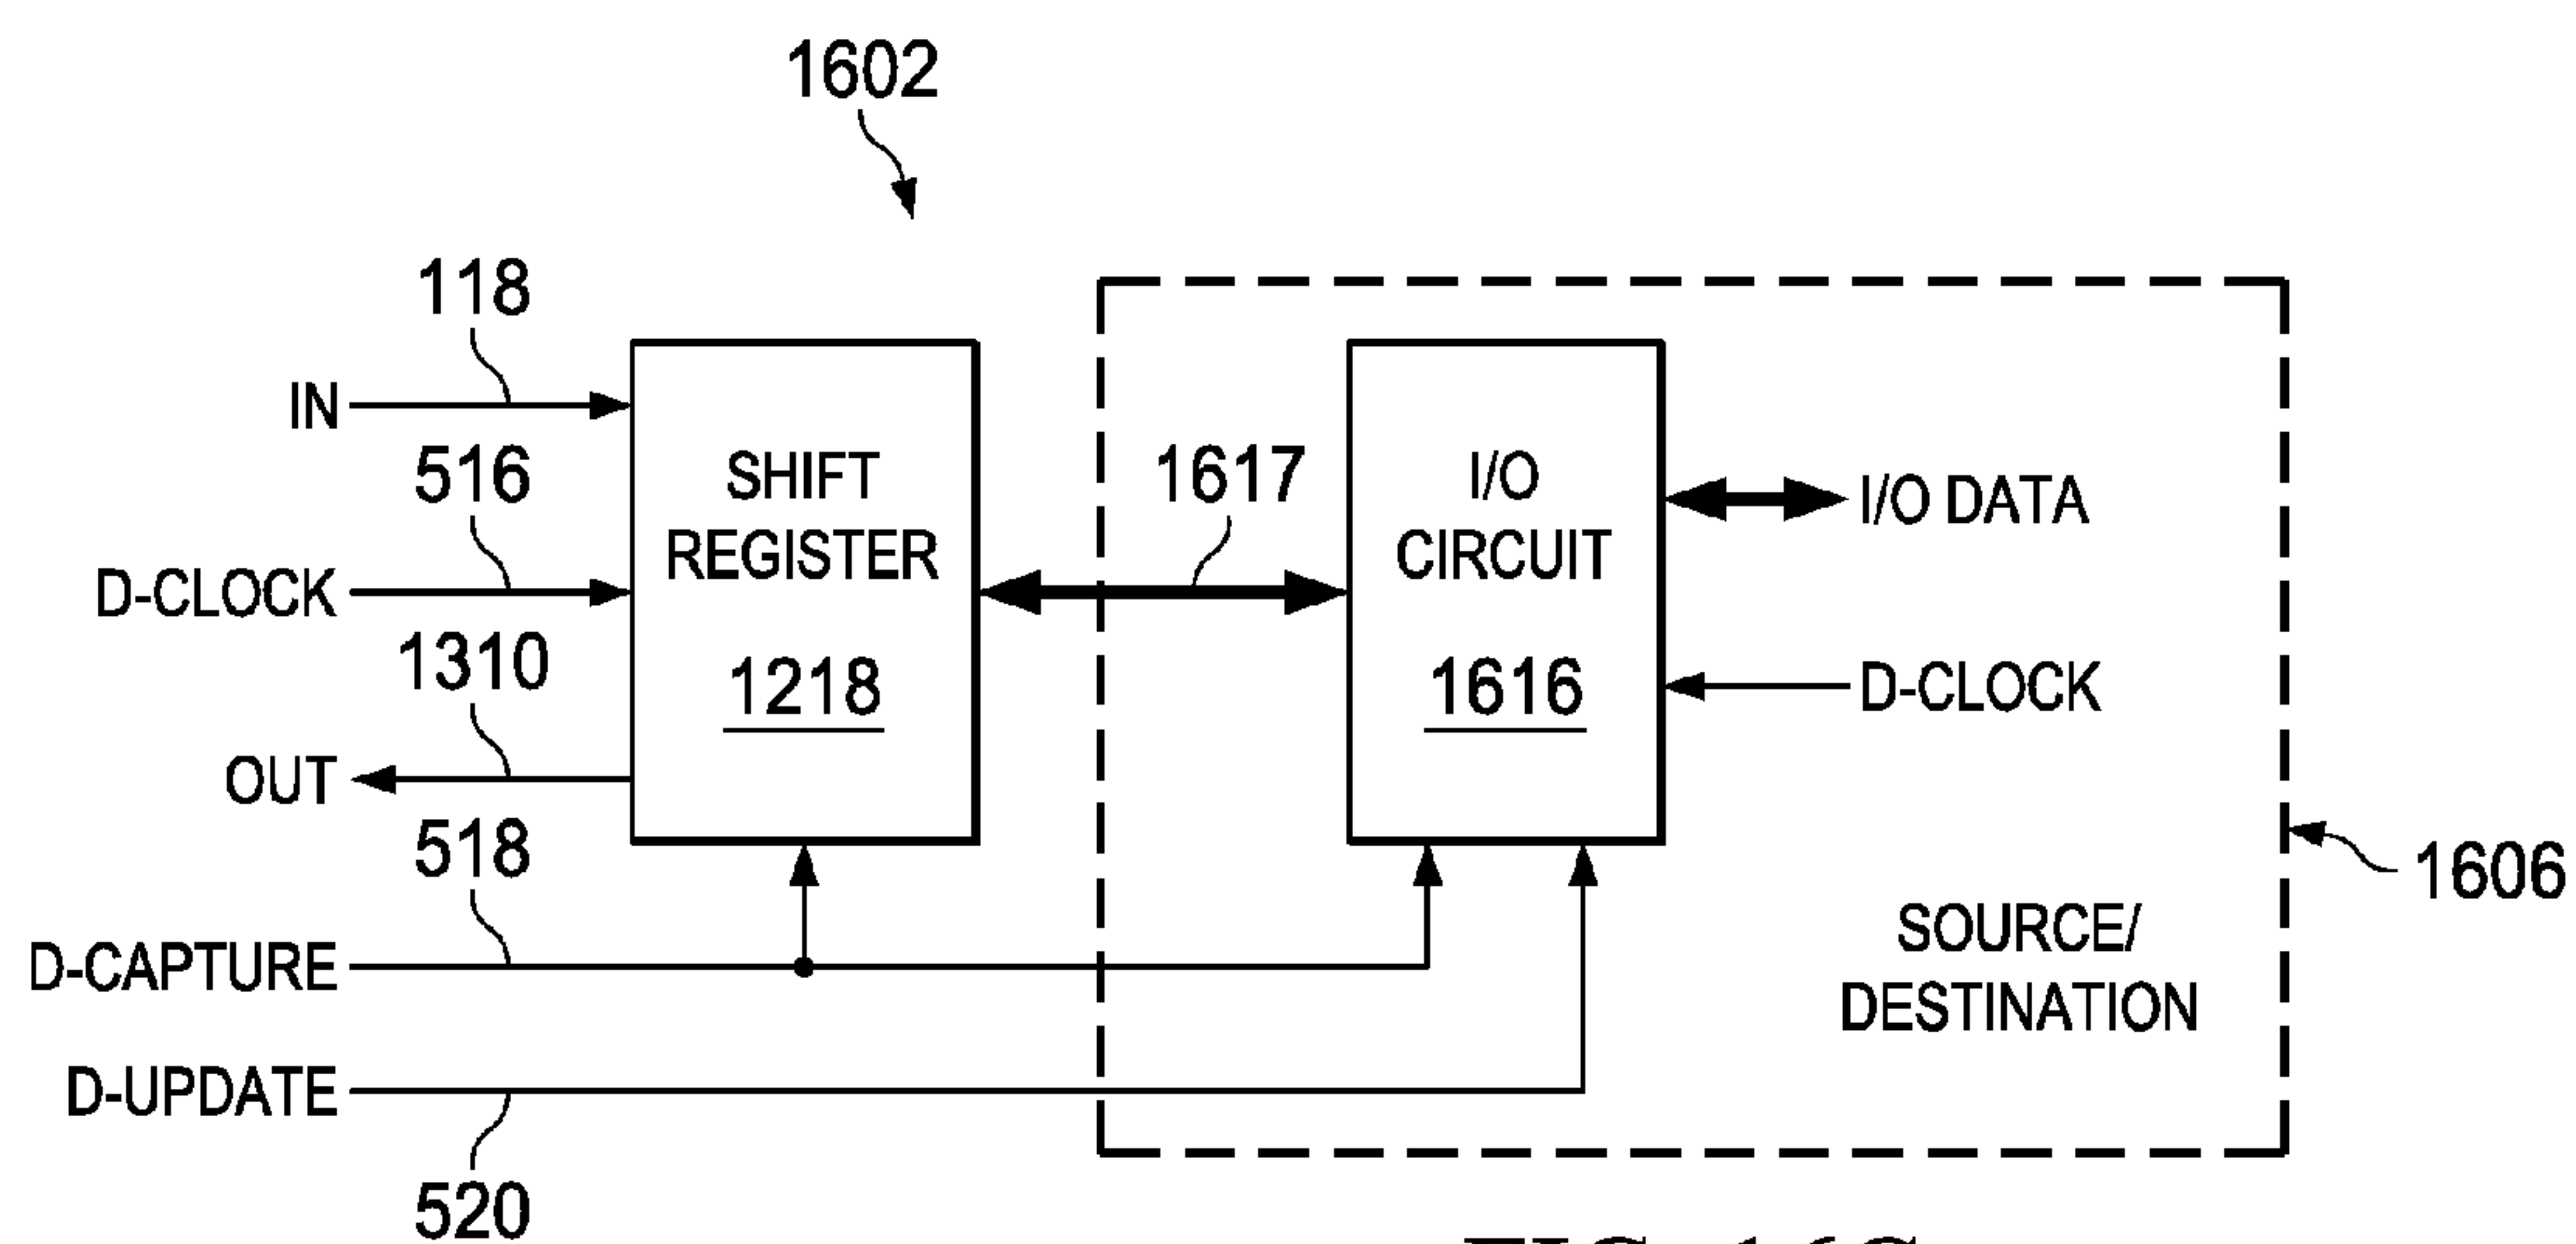 1602
118
IN
516
D-CLOCK
1310
OUT
518
D-CAPTURE
D-UPDATE
520
SHIFT
REGISTER
1218
1617
I/O
CIRCUIT
1616
I/O DATA
D-CLOCK
1606
SOURCE/
DESTINATION